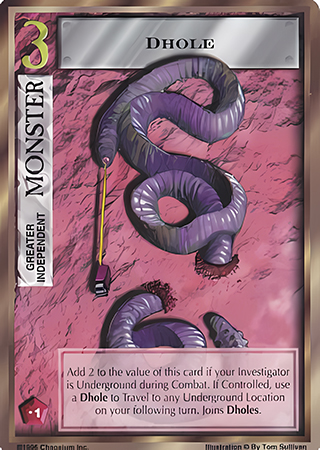 3
DHOLE
MONSTER
GREATER
INDEPENDENT
Add 2 to the value of this card if your Investigator
is Underground during Combat. If Controlled, use
a Dhole to Travel to any Underground Location
on your following turn. Joins Dholes.
-1
©1996 Chaosium Inc.
Illustration © By Tom Sullivan